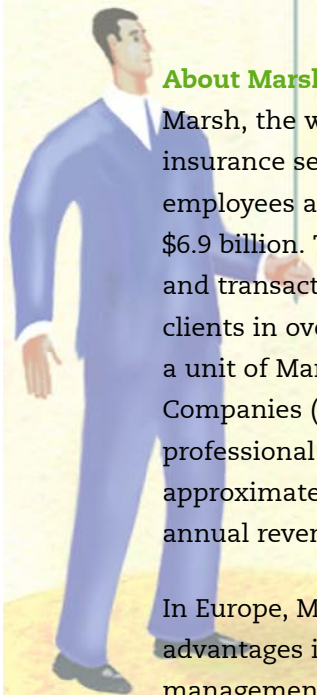 About Marsh
Marsh, the w
insurance se
employees a
$6.9 billion. T
and transact
clients in ove
a unit of Mar
Companies (
professional
approximate
annual reven
In Europe, M
advantages i
management